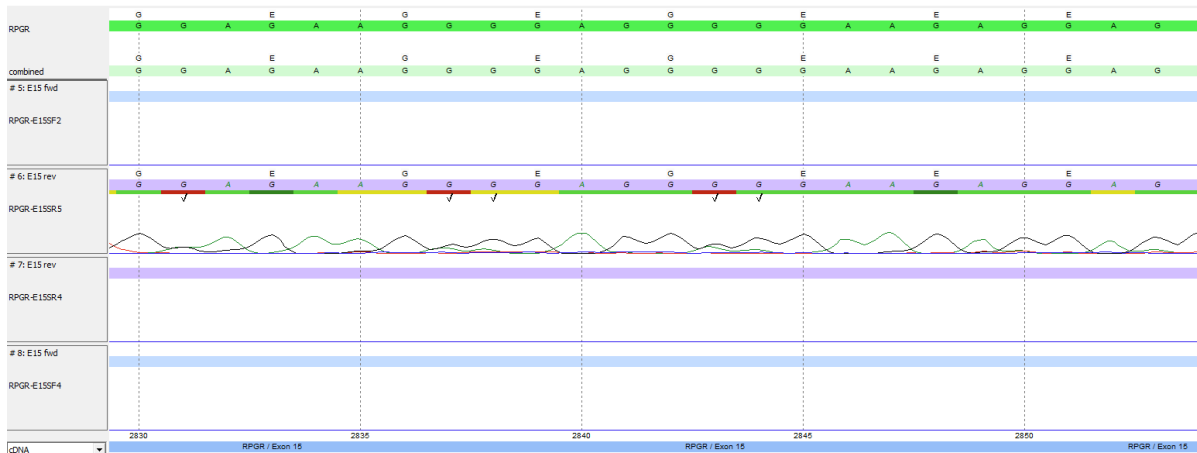 G E G E G E E E
RPGR G G A G A A G G G G A G G G G G A A G A G G A G
G E G E G E E E
combined G G A G A A G G G G A G G G G G A A G A G G A G
# 5: E15 fwd
RPGR-E15SF2
# 6: E15 rev G E G E G E E E
G G A G A A G G G G A G G G G G A A G A G G A G
RPGR-E15SR5
# 7: E15 rev
RPGR-E15SR4
# 8: E15 fwd
RPGR-E15SF4
2830 2835 2840 2845 2850
cDNA RPGR / Exon 15 RPGR / Exon 15 RPGR / Exon 15